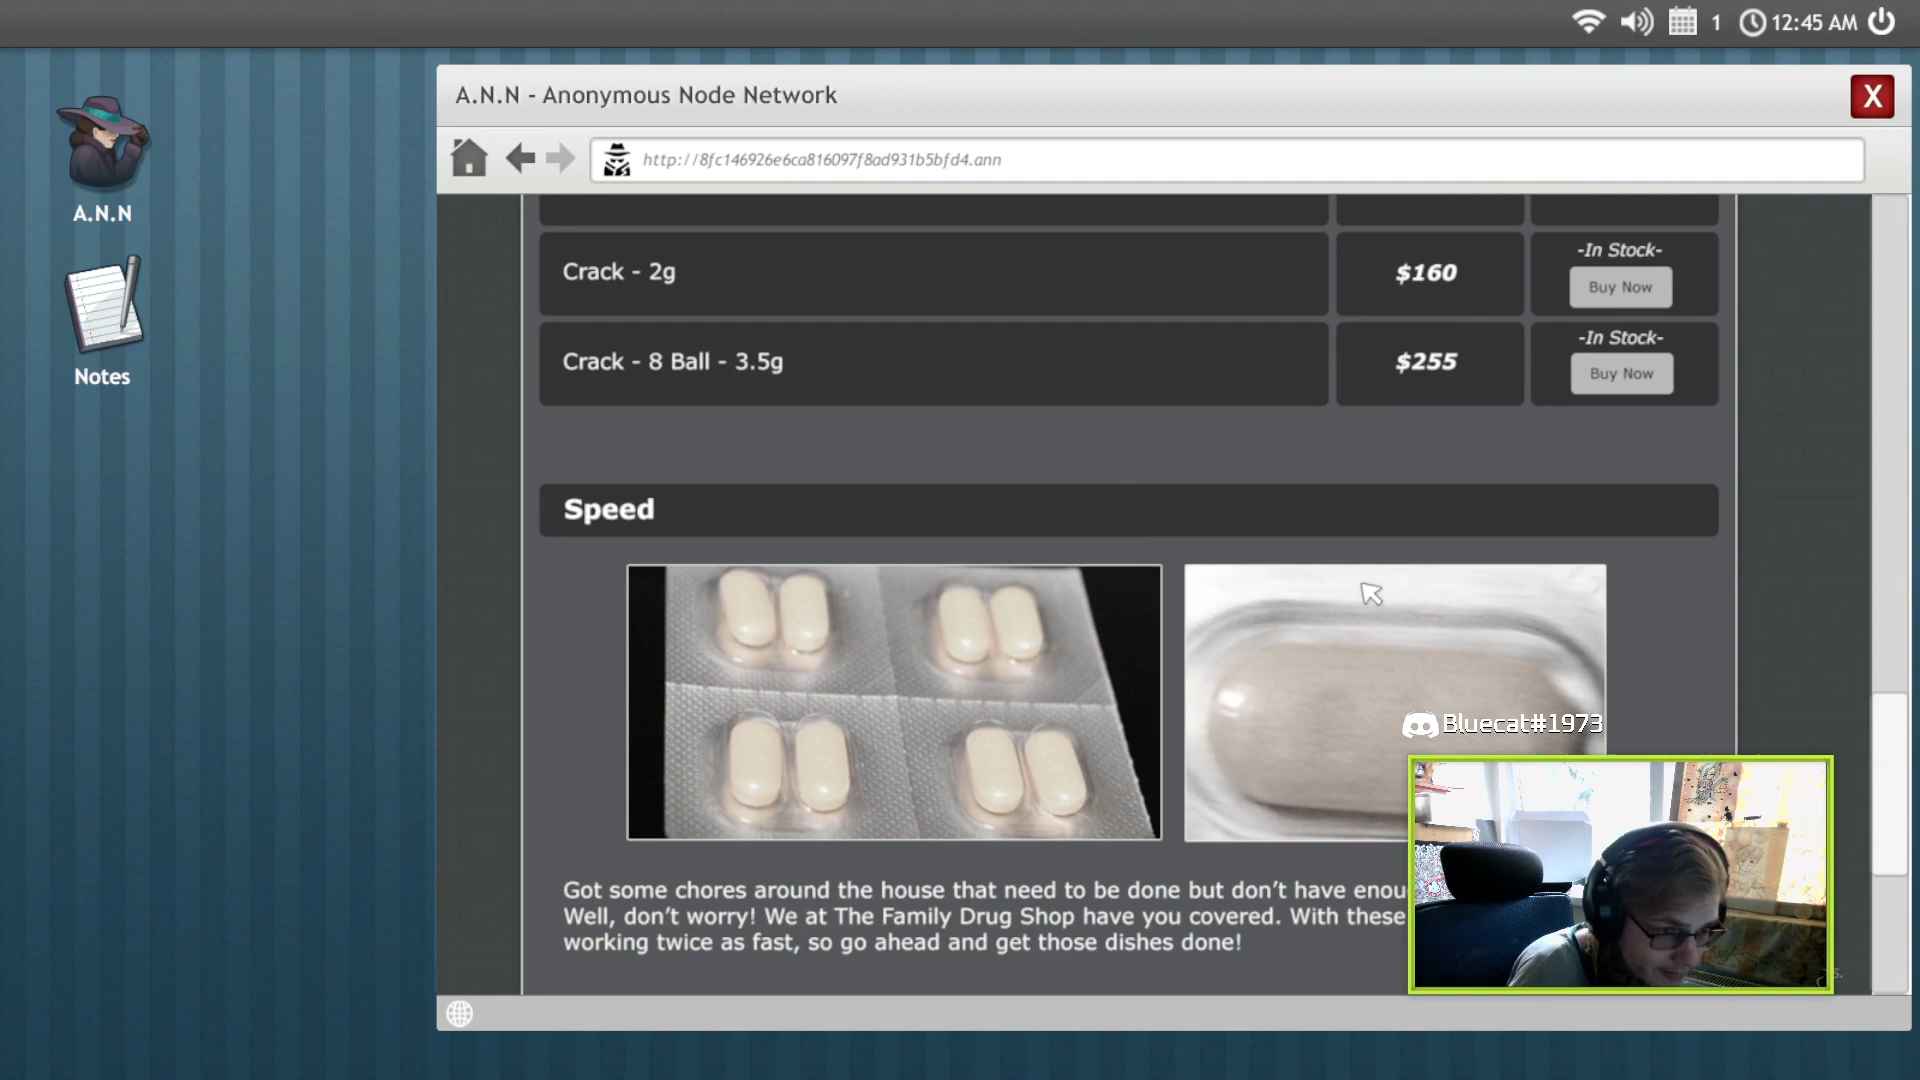 1 12:45 AM
A.N.N - Anonymous Node Network
X
http://8fc146926e6ca816097f8ad931b5bfd4.ann
A.N.N
Notes
Crack - 2g
$160
-In Stock-
Buy Now
Crack - 8 Ball - 3.5g
$255
-In Stock-
Buy Now
Speed
Bluecat#1973
Got some chores around the house that need to be done but don't have
Well, don't worry! We at The Family Drug Shop have you covered. With these
working twice as fast, so go ahead and get those dishes done!